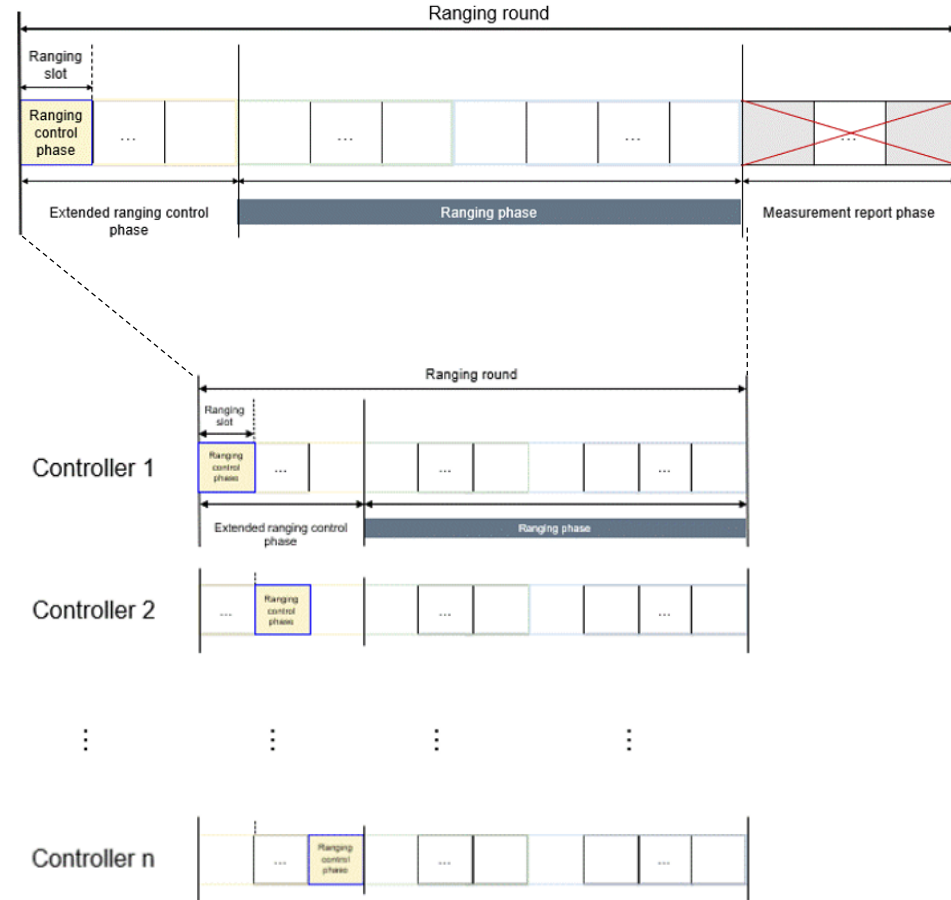 Ranging round
Ranging
slot
Ranging
control
phase
...
...
...
...
Extended ranging control
phase
Ranging phase
Measurement report phase
Ranging round
Ranging
slot
Controller 1
Ranging
control
phase
...
...
...
Extended ranging control
phase
Ranging phase
Controller 2
...
Ranging
control
phase
...
...
⋮ ⋮ ⋮ ⋮
Controller n
...
Ranging
control
phase
...
...